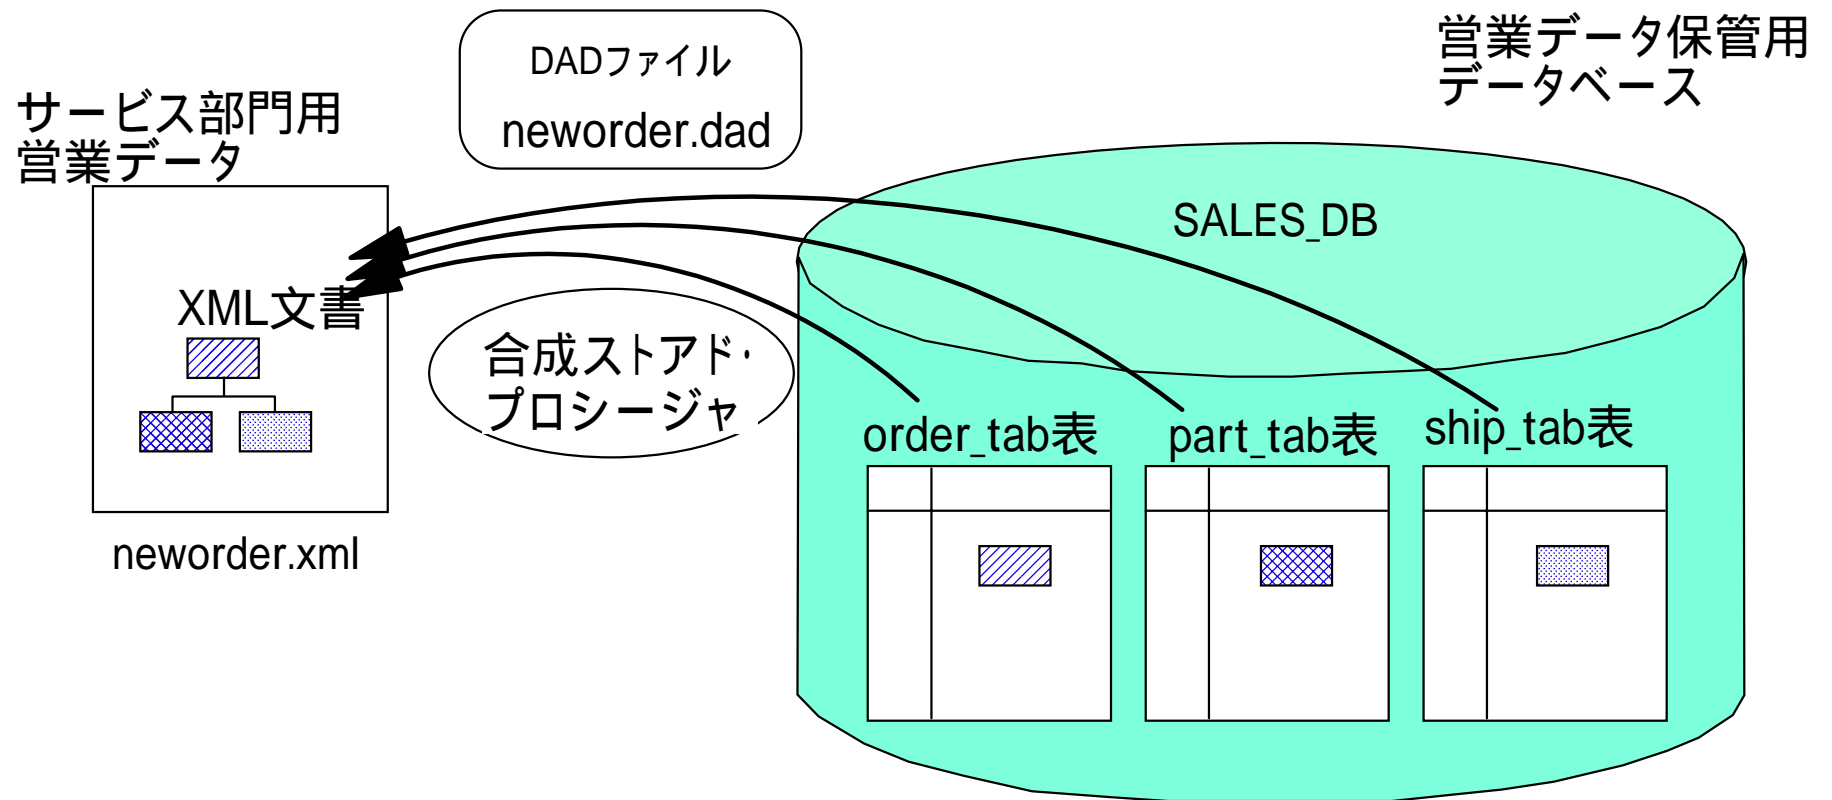 DADファイル
neworder.dad
営業データ保管用
データベース
サービス部門用
営業データ
SALES_DB
XML文書
合成ストアド・
プロシージャ
order_tab表
part_tab表
ship_tab表
neworder.xml